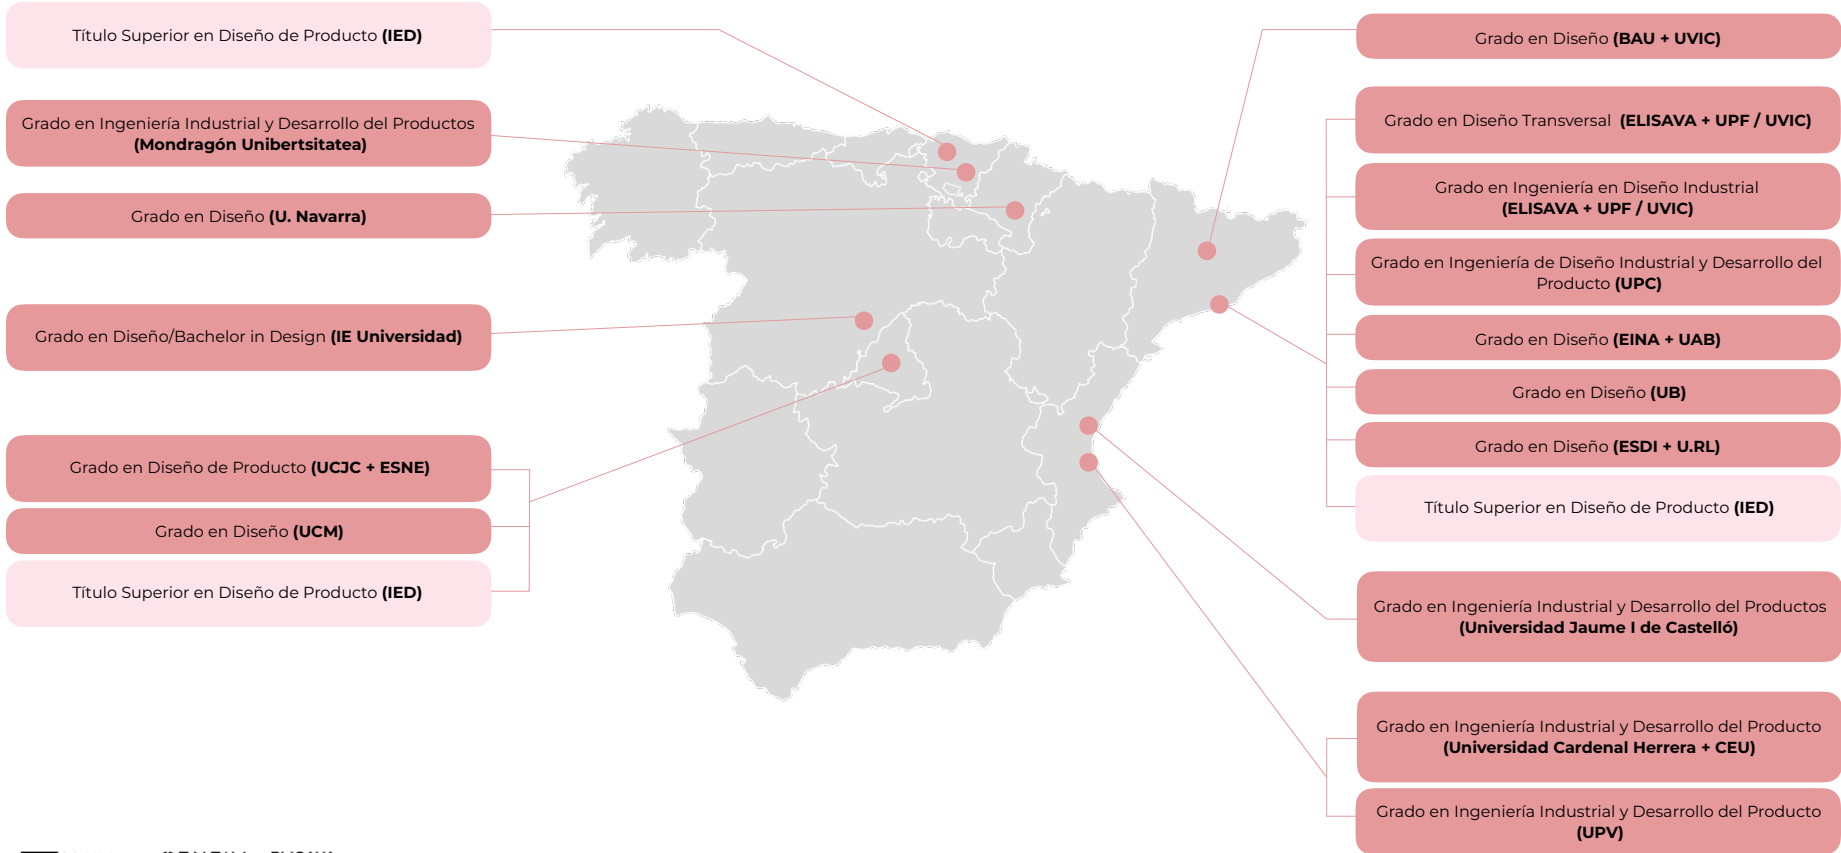 Título Superior en Diseño de Producto (IED)
Grado en Ingeniería Industrial y Desarrollo del Productos
(Mondragón Unibertsitatea)
Grado en Diseño (U. Navarra)
Grado en Diseño/Bachelor in Design (IE Universidad)
Grado en Diseño de Producto (UCJC + ESNE)
Grado en Diseño (UCM)
Título Superior en Diseño de Producto (IED)
Grado en Diseño (BAU + UVIC)
Grado en Diseño Transversal (ELISAVA + UPF / UVIC)
Grado en Ingeniería en Diseño Industrial
(ELISAVA + UPF / UVIC)
Grado en Ingeniería de Diseño Industrial y Desarrollo del
Producto (UPC)
Grado en Diseño (EINA + UAB)
Grado en Diseño (UB)
Grado en Diseño (ESDI + U.RL)
Título Superior en Diseño de Producto (IED)
Grado en Ingeniería Industrial y Desarrollo del Productos
(Universidad Jaume I de Castelló)
Grado en Ingeniería Industrial y Desarrollo del Producto
(Universidad Cardenal Herrera + CEU)
Grado en Ingeniería Industrial y Desarrollo del Producto
(UPV)